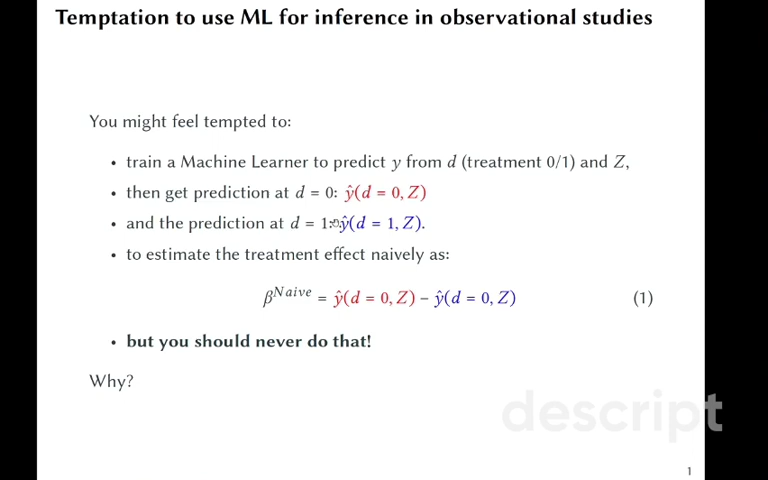 Temptation to use ML for inference in observational studies
You might feel tempted to:
• train a Machine Learner to predict y from d (treatment 0/1) and Z,
• then get prediction at d = 0: ŷ(d = 0, Z)
• and the prediction at d = 1: ŷ(d = 1, Z).
• to estimate the treatment effect naively as:
β^Naive = ŷ(d = 0, Z) − ŷ(d = 0, Z) (1)
• but you should never do that!
Why?
descript
1